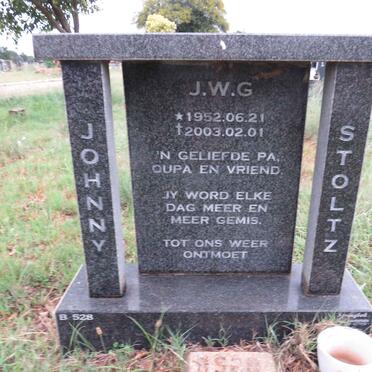 J.W.G
★1952.06.21
†2003.02.01
'N GELIEFDE PA,
OUPA EN VRIEND
JY WORD ELKE
DAG MEER EN
MEER GEMIS.
TOT ONS WEER
ONTMOET
JOHNNY
STOLTZ
B 528